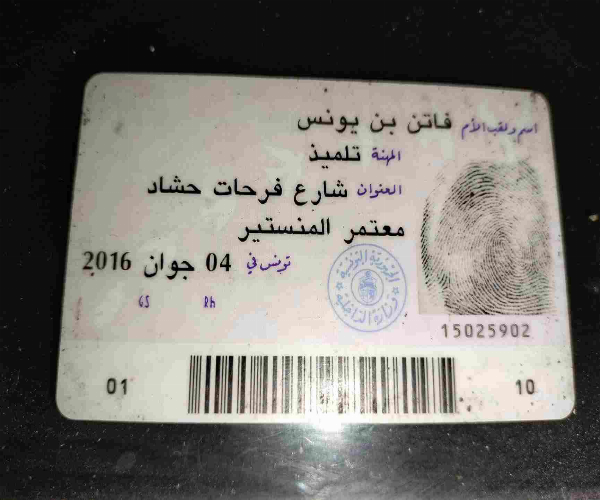 اسم و لقب الأم فاتن بن يونس
المهنة تلميذ
العنوان شارع فرحات حشاد
معتمر المنستير
تونس في 04 جوان 2016
GS Rh
الجمهورية التونسية
وزارة الداخلية
15025902
01 10